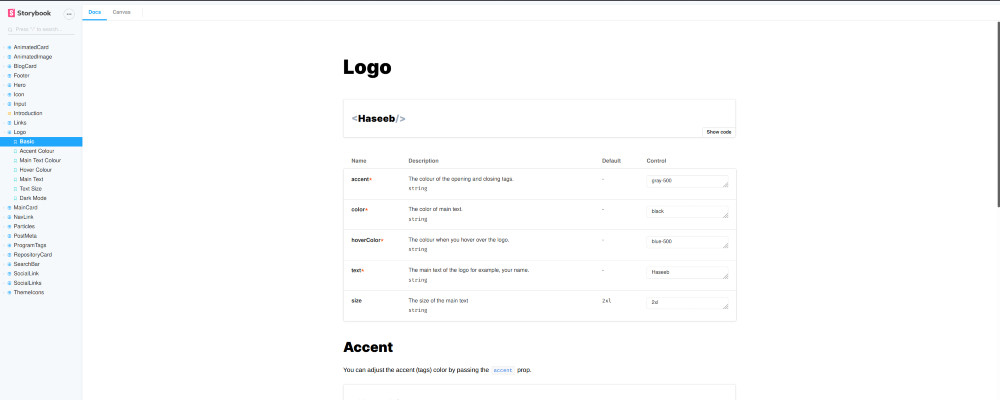 Storybook
Press "/" to search...
AnimatedCard
AnimatedImage
BlogCard
Footer
Hero
Icon
Input
Introduction
Links
Logo
Basic
Accent Colour
Main Text Colour
Hover Colour
Main Text
Text Size
Dark Mode
MainCard
NavLink
Particles
PostMeta
ProgramTags
RepositoryCard
SearchBar
SocialLink
SocialLinks
ThemeIcons
Docs Canvas
Logo
<Haseeb/>
Show code
Name Description Default Control
accent* The colour of the opening and closing tags. - gray-500
string
color* The color of main text. - black
string
hoverColor* The colour when you hover over the logo. - blue-500
string
text* The main text of the logo for example, your name. - Haseeb
string
size The size of the main text 2xl 2xl
string
Accent
You can adjust the accent (tags) color by passing the accent prop.